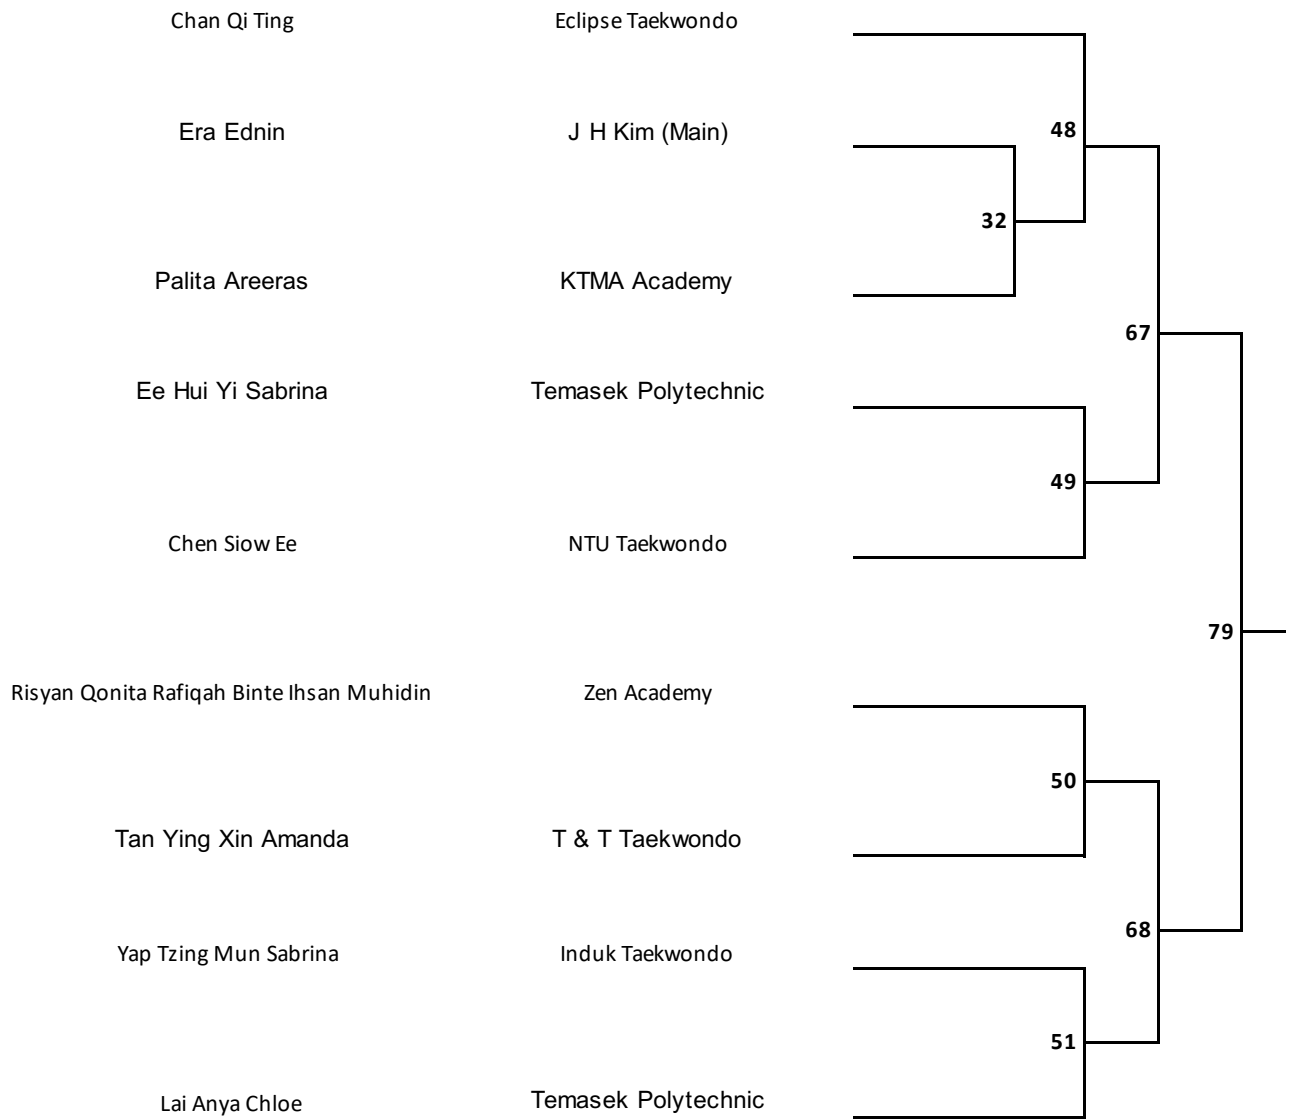 Chan Qi Ting Eclipse Taekwondo
Era Ednin J H Kim (Main) 48
32
Palita Areeras KTMA Academy
67
Ee Hui Yi Sabrina Temasek Polytechnic
49
Chen Siow Ee NTU Taekwondo
79
Risyan Qonita Rafiqah Binte Ihsan Muhidin Zen Academy
50
Tan Ying Xin Amanda T & T Taekwondo
68
Yap Tzing Mun Sabrina Induk Taekwondo
51
Lai Anya Chloe Temasek Polytechnic